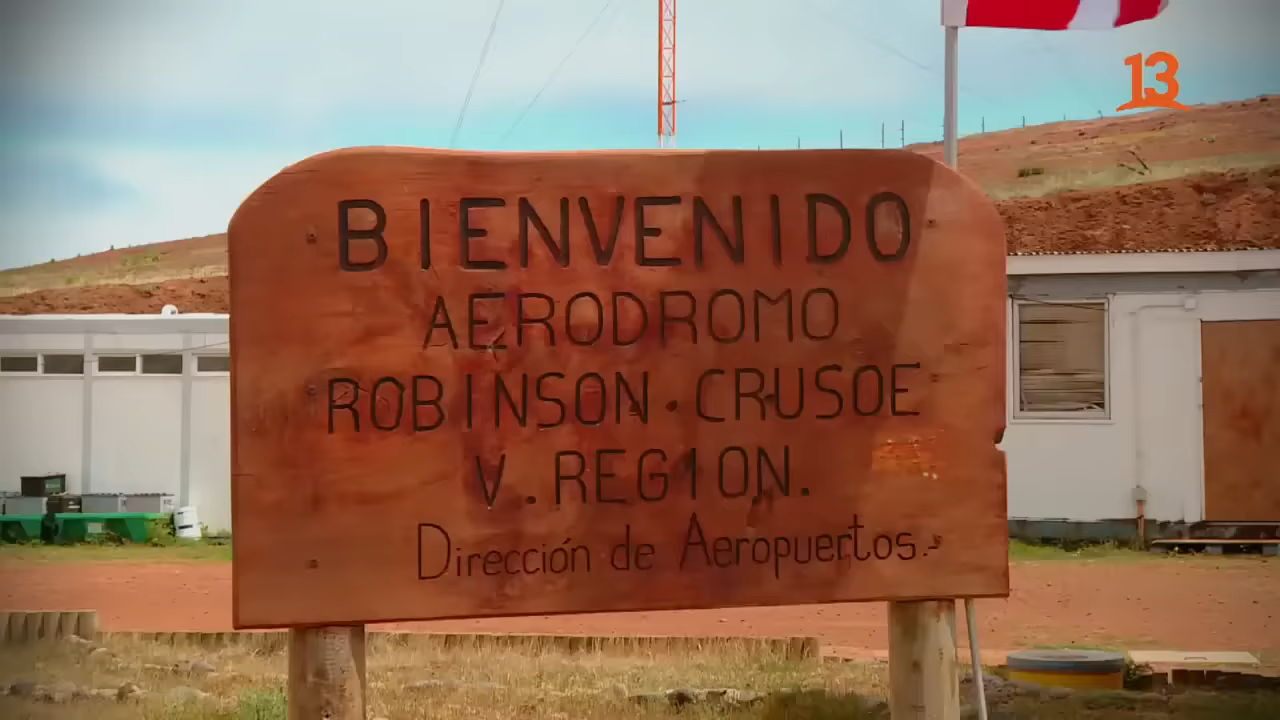 13
BIENVENIDO
AERODROMO
ROBINSON . CRUSOE
V . REGION.
Dirección de Aeropuertos.-